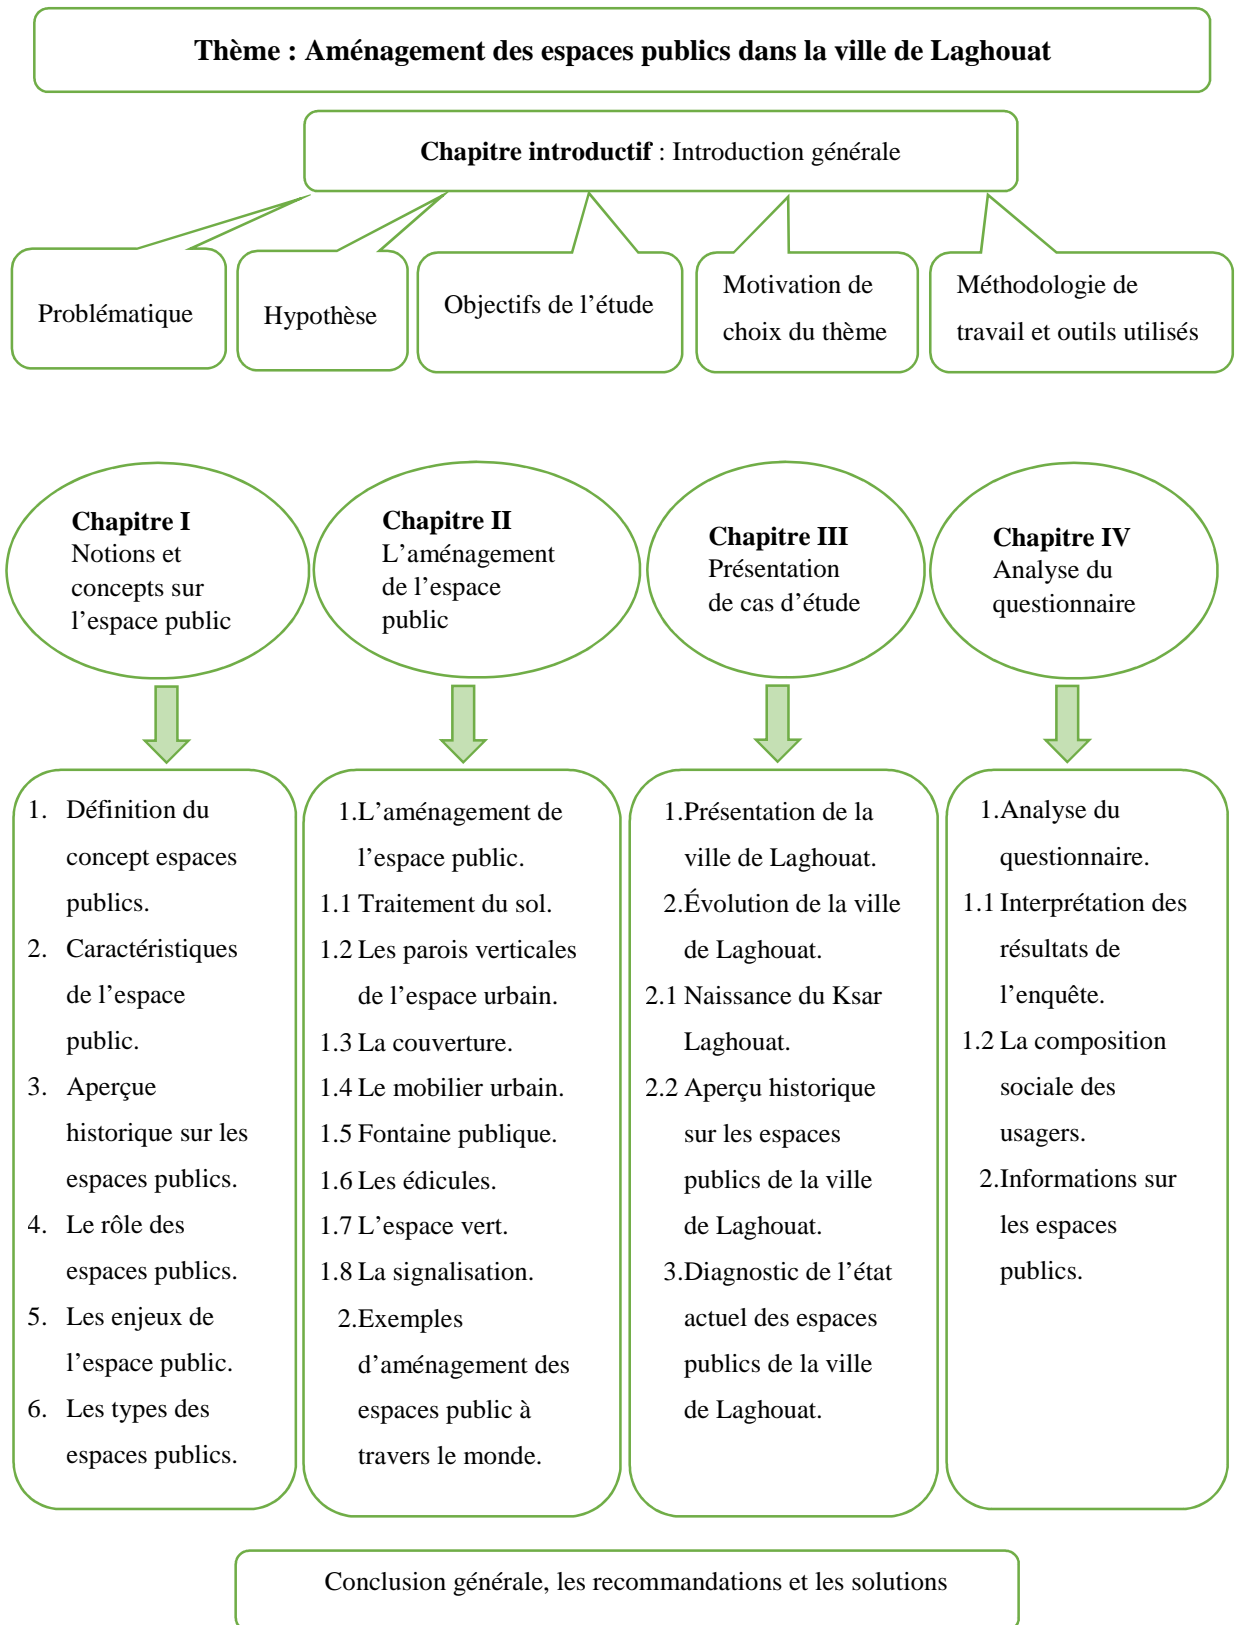 Thème : Aménagement des espaces publics dans la ville de Laghouat
Chapitre introductif : Introduction générale
Problématique
Hypothèse
Objectifs de l’étude
Motivation de
choix du thème
Méthodologie de
travail et outils utilisés
Chapitre I
Notions et
concepts sur
l’espace public
Chapitre II
L’aménagement
de l’espace
public
Chapitre III
Présentation
de cas d’étude
Chapitre IV
Analyse du
questionnaire
1. Définition du
concept espaces
publics.
2. Caractéristiques
de l’espace
public.
3. Aperçue
historique sur les
espaces publics.
4. Le rôle des
espaces publics.
5. Les enjeux de
l’espace public.
6. Les types des
espaces publics.
1.L’aménagement de
l’espace public.
1.1 Traitement du sol.
1.2 Les parois verticales
de l’espace urbain.
1.3 La couverture.
1.4 Le mobilier urbain.
1.5 Fontaine publique.
1.6 Les édicules.
1.7 L’espace vert.
1.8 La signalisation.
2.Exemples
d’aménagement des
espaces public à
travers le monde.
1.Présentation de la
ville de Laghouat.
2.Évolution de la ville
de Laghouat.
2.1 Naissance du Ksar
Laghouat.
2.2 Aperçu historique
sur les espaces
publics de la ville
de Laghouat.
3.Diagnostic de l’état
actuel des espaces
publics de la ville
de Laghouat.
1.Analyse du
questionnaire.
1.1 Interprétation des
résultats de
l’enquête.
1.2 La composition
sociale des
usagers.
2.Informations sur
les espaces
publics.
Conclusion générale, les recommandations et les solutions